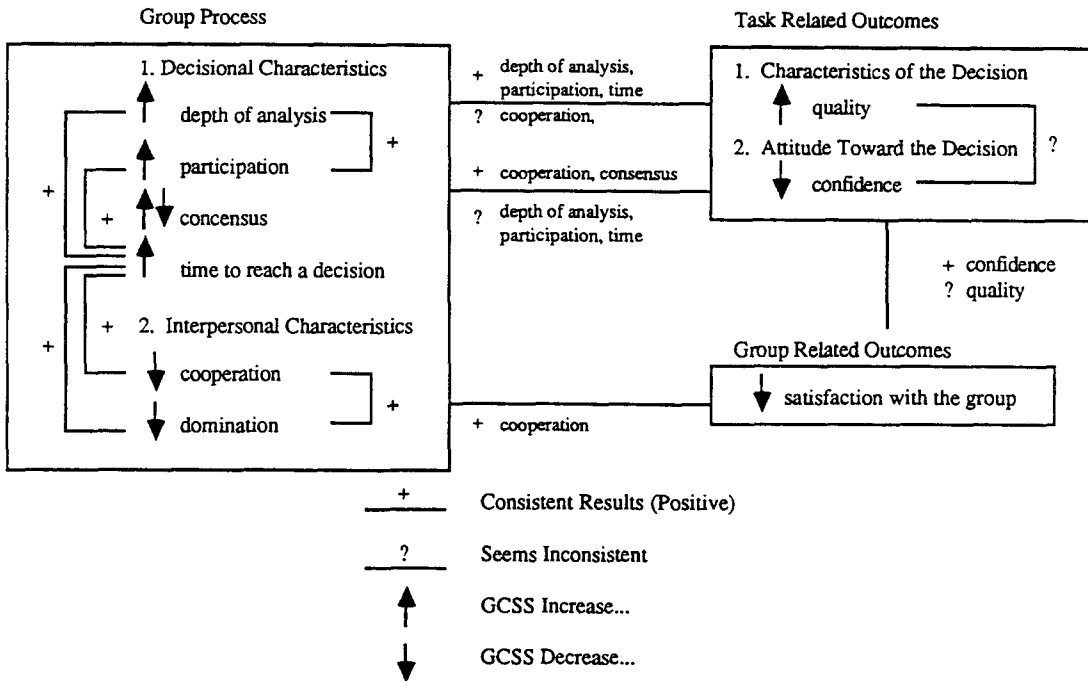 Group Process
Task Related Outcomes
1. Decisional Characteristics
depth of analysis
+
participation
+
+
concensus
time to reach a decision
+
+
2. Interpersonal Characteristics
cooperation
+
domination
+ depth of analysis,
participation, time
? cooperation,
+ cooperation, consensus
? depth of analysis,
participation, time
1. Characteristics of the Decision
quality
?
2. Attitude Toward the Decision
confidence
+ confidence
? quality
Group Related Outcomes
satisfaction with the group
+ cooperation
+ Consistent Results (Positive)
? Seems Inconsistent
GCSS Increase...
GCSS Decrease...